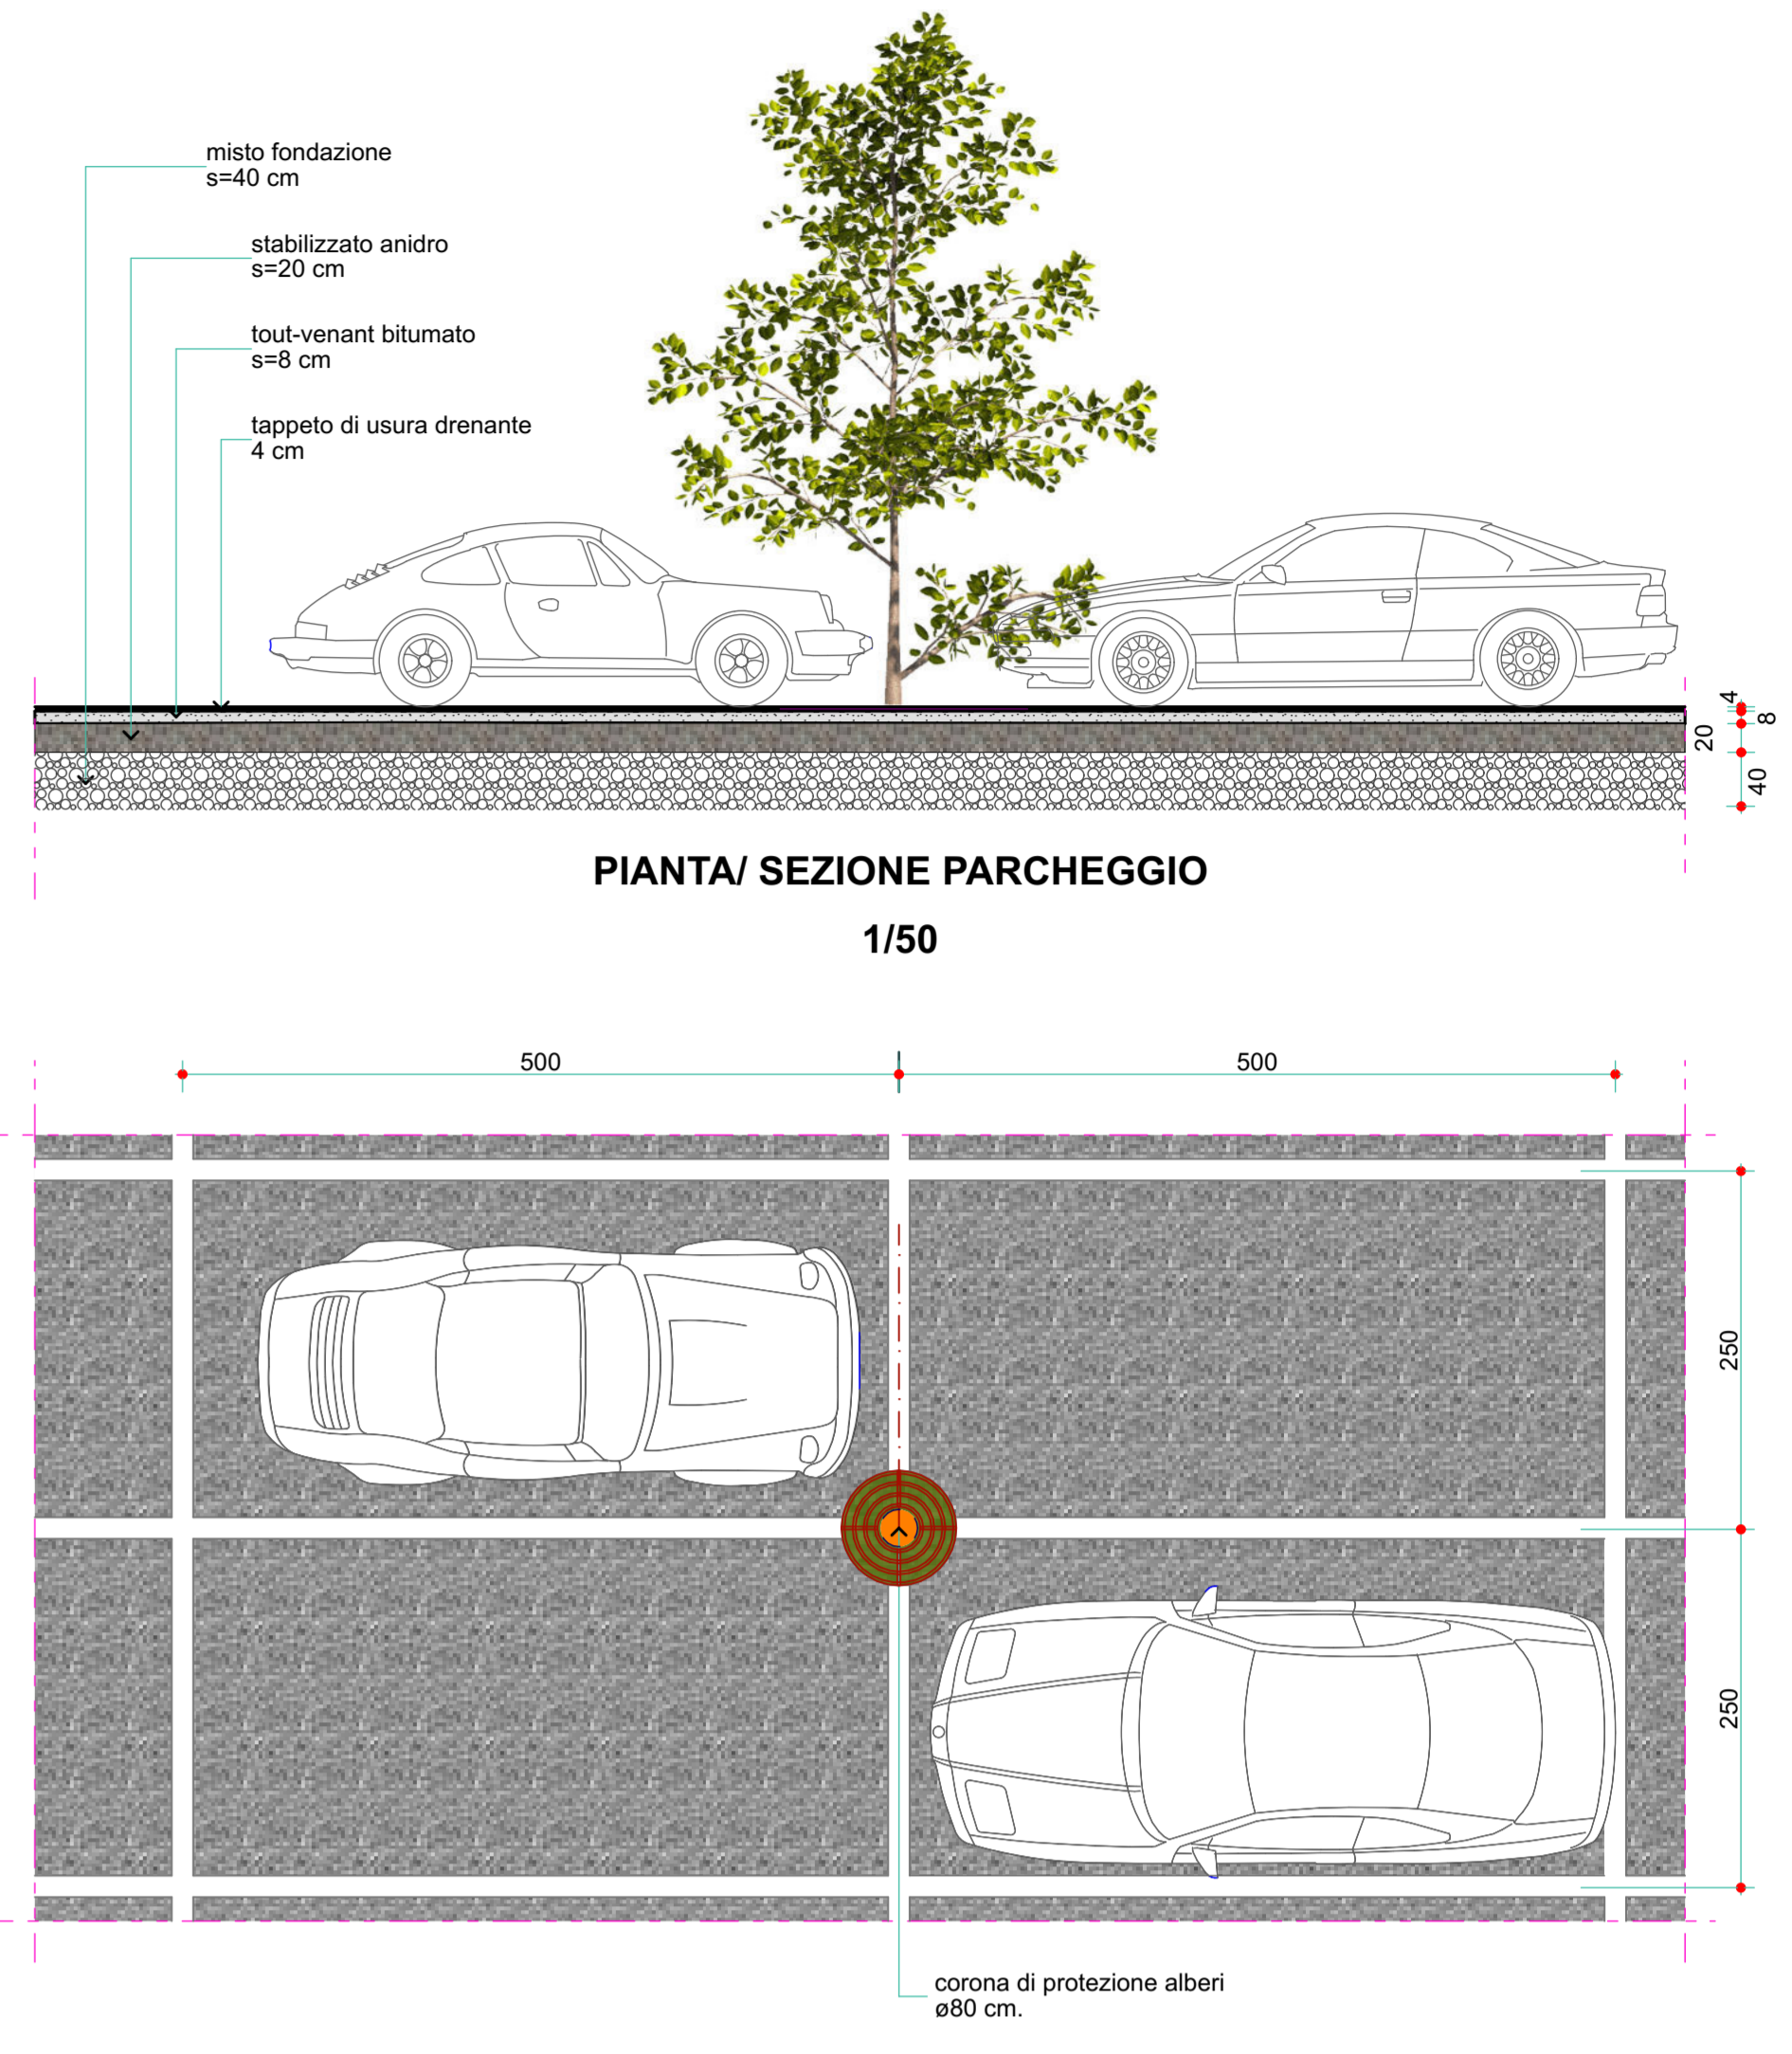 misto fondazione
s=40 cm
stabilizzato anidro
s=20 cm
tout-venant bitumato
s=8 cm
tappeto di usura drenante
4 cm
4
8
20
40
PIANTA/ SEZIONE PARCHEGGIO
1/50
500
500
250
250
corona di protezione alberi
ø80 cm.